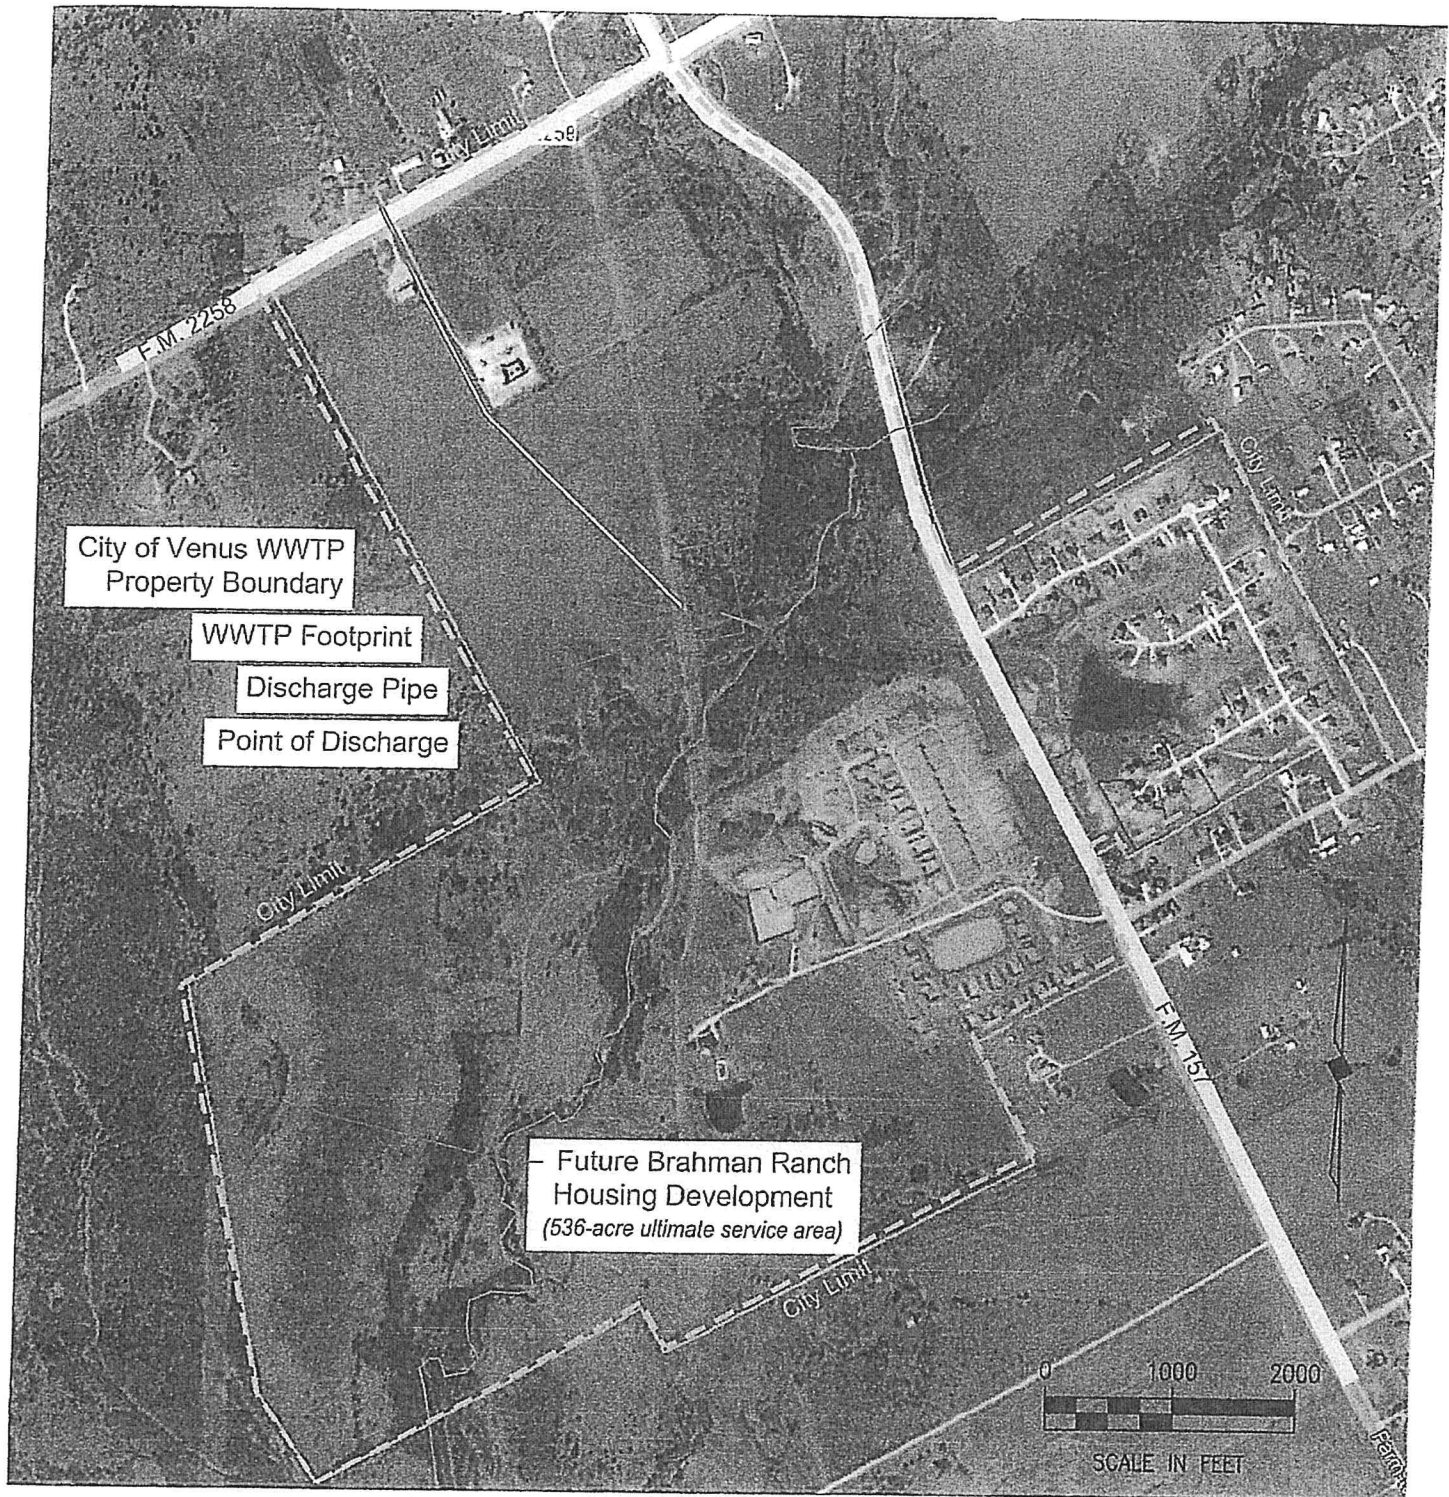 City Limit
F.M. 2258
City Limit
City of Venus WWTP
Property Boundary
WWTP Footprint
Discharge Pipe
Point of Discharge
City Limit
F.M. 157
Future Brahman Ranch
Housing Development
(536-acre ultimate service area)
City Limit
0 1000 2000
SCALE IN FEET